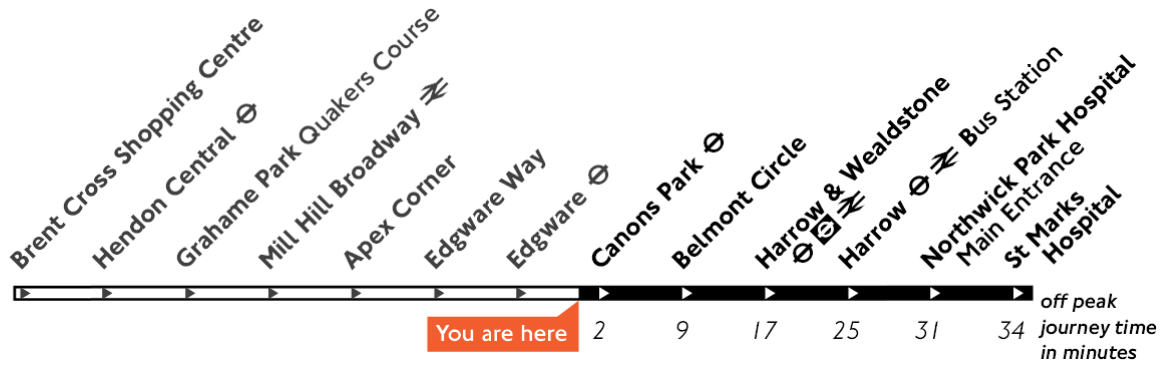 Brent Cross Shopping Centre
Hendon Central
Grahame Park Quakers Course
Mill Hill Broadway
Apex Corner
Edgware Way
Edgware
Canons Park
Belmont Circle
Harrow & Wealdstone
Harrow Bus Station
Northwick Park Hospital
Main Entrance
St Marks
Hospital
You are here
2 9 17 25 31 34
off peak
journey time
in minutes